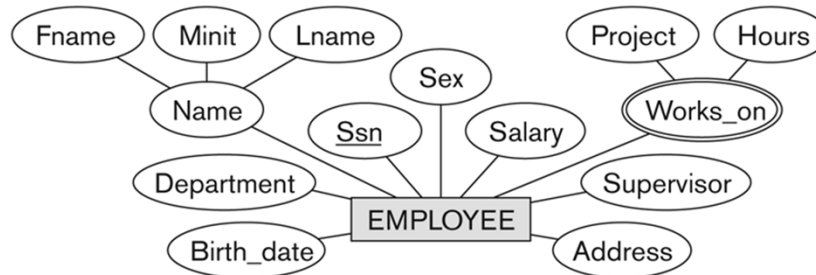 Fname Minit Lname Project Hours
Sex
Name Works_on
Ssn Salary
Department Supervisor
EMPLOYEE
Birth_date Address